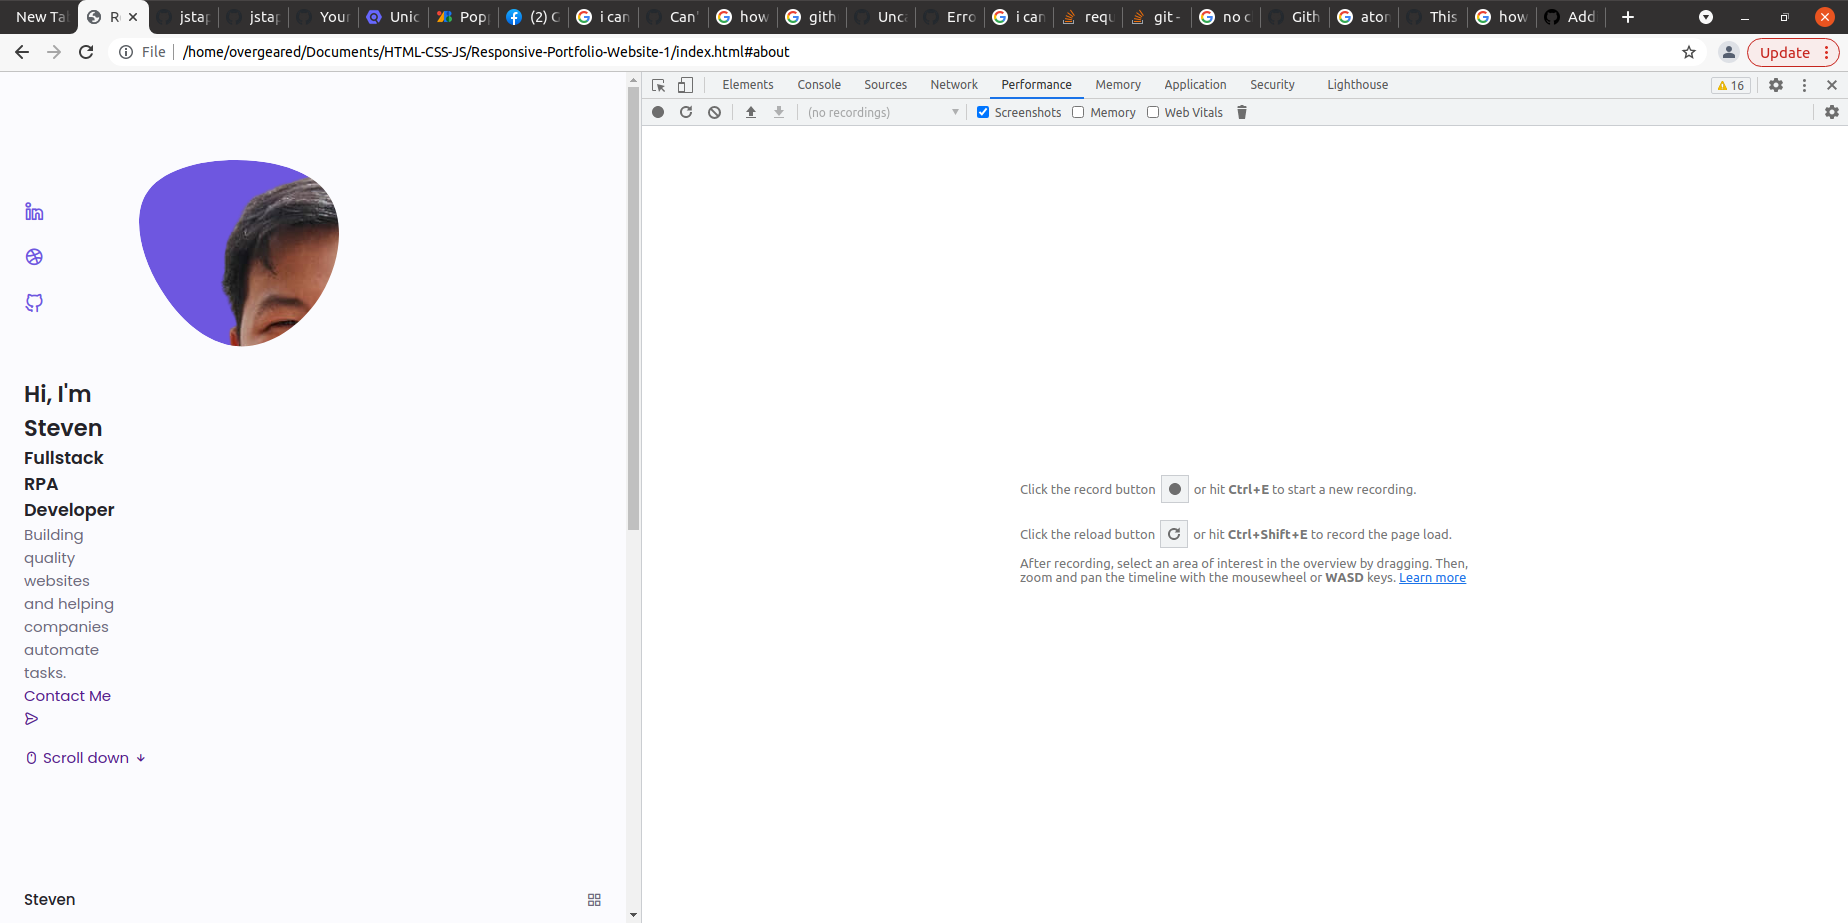 New Tal
R
jstap
jstap
Your
Unic
Popp
(2) G
i can
Can'
how
gith
Unca
Erro
i can
requ
git -
no c
Gith
aton
This
how
Add
File
/home/overgeared/Documents/HTML-CSS-JS/Responsive-Portfolio-Website-1/index.html#about
Update
Elements
Console
Sources
Network
Performance
Memory
Application
Security
Lighthouse
16
(no recordings)
Screenshots
Memory
Web Vitals
Hi, I'm
Steven
Fullstack
RPA
Developer
Building
quality
websites
and helping
companies
automate
tasks.
Contact Me
Scroll down
Steven
Click the record button or hit Ctrl+E to start a new recording.
Click the reload button or hit Ctrl+Shift+E to record the page load.
After recording, select an area of interest in the overview by dragging. Then,
zoom and pan the timeline with the mousewheel or WASD keys. Learn more